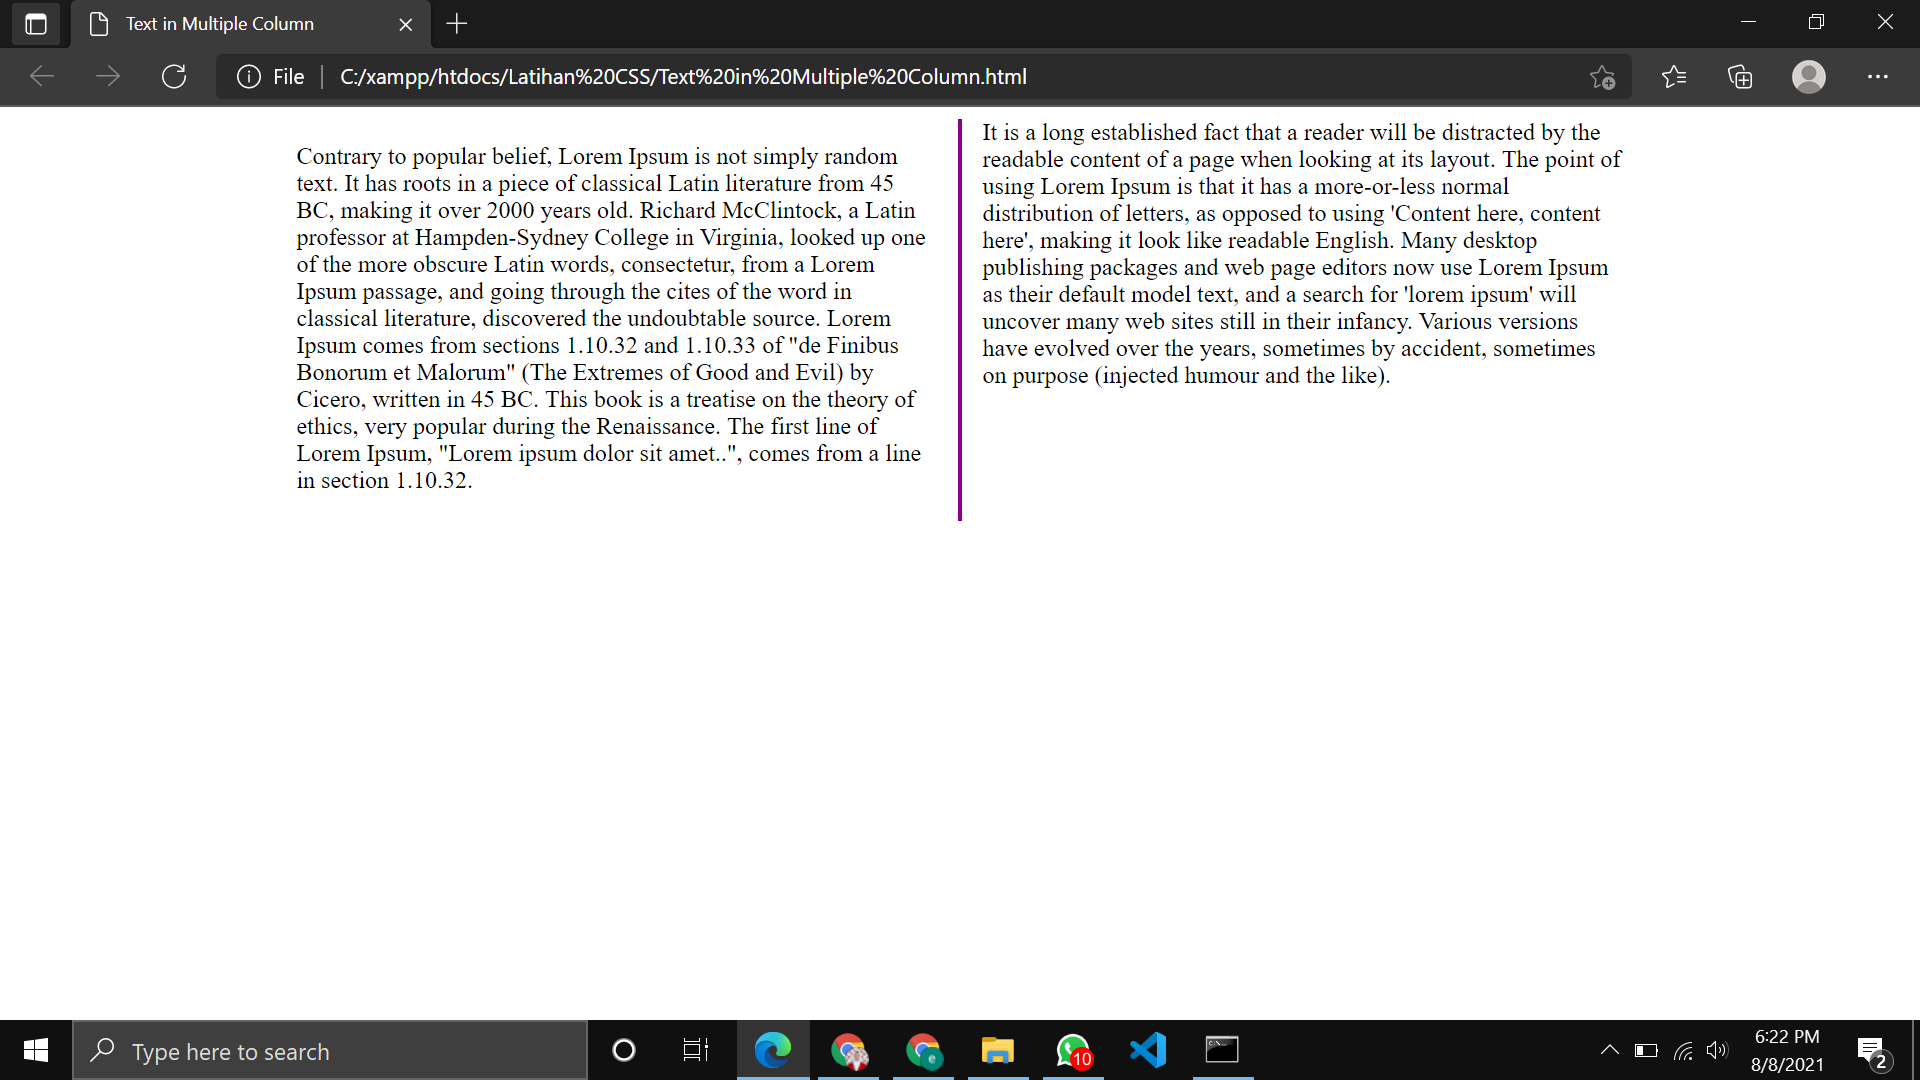 Text in Multiple Column
File
C:/xampp/htdocs/Latihan%20CSS/Text%20in%20Multiple%20Column.html
Contrary to popular belief, Lorem Ipsum is not simply random
text. It has roots in a piece of classical Latin literature from 45
BC, making it over 2000 years old. Richard McClintock, a Latin
professor at Hampden-Sydney College in Virginia, looked up one
of the more obscure Latin words, consectetur, from a Lorem
Ipsum passage, and going through the cites of the word in
classical literature, discovered the undoubtable source. Lorem
Ipsum comes from sections 1.10.32 and 1.10.33 of "de Finibus
Bonorum et Malorum" (The Extremes of Good and Evil) by
Cicero, written in 45 BC. This book is a treatise on the theory of
ethics, very popular during the Renaissance. The first line of
Lorem Ipsum, "Lorem ipsum dolor sit amet..", comes from a line
in section 1.10.32.
It is a long established fact that a reader will be distracted by the
readable content of a page when looking at its layout. The point of
using Lorem Ipsum is that it has a more-or-less normal
distribution of letters, as opposed to using 'Content here, content
here', making it look like readable English. Many desktop
publishing packages and web page editors now use Lorem Ipsum
as their default model text, and a search for 'lorem ipsum' will
uncover many web sites still in their infancy. Various versions
have evolved over the years, sometimes by accident, sometimes
on purpose (injected humour and the like).
Type here to search
e
10
C:\
6:22 PM
8/8/2021
2